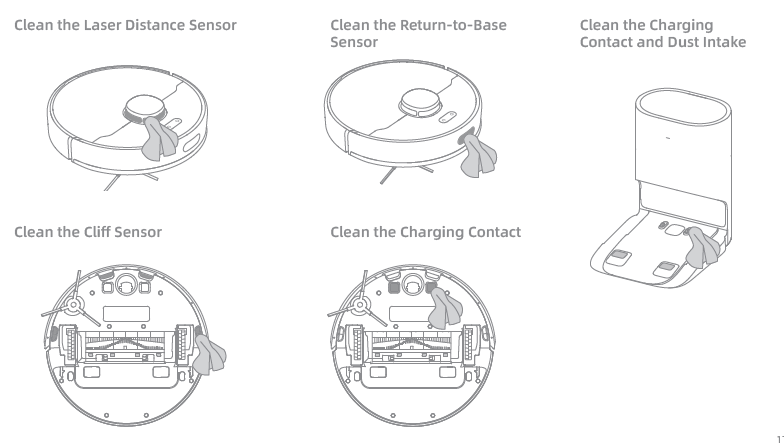 Clean the Laser Distance Sensor
Clean the Return-to-Base
Sensor
Clean the Charging
Contact and Dust Intake
Clean the Cliff Sensor
Clean the Charging Contact